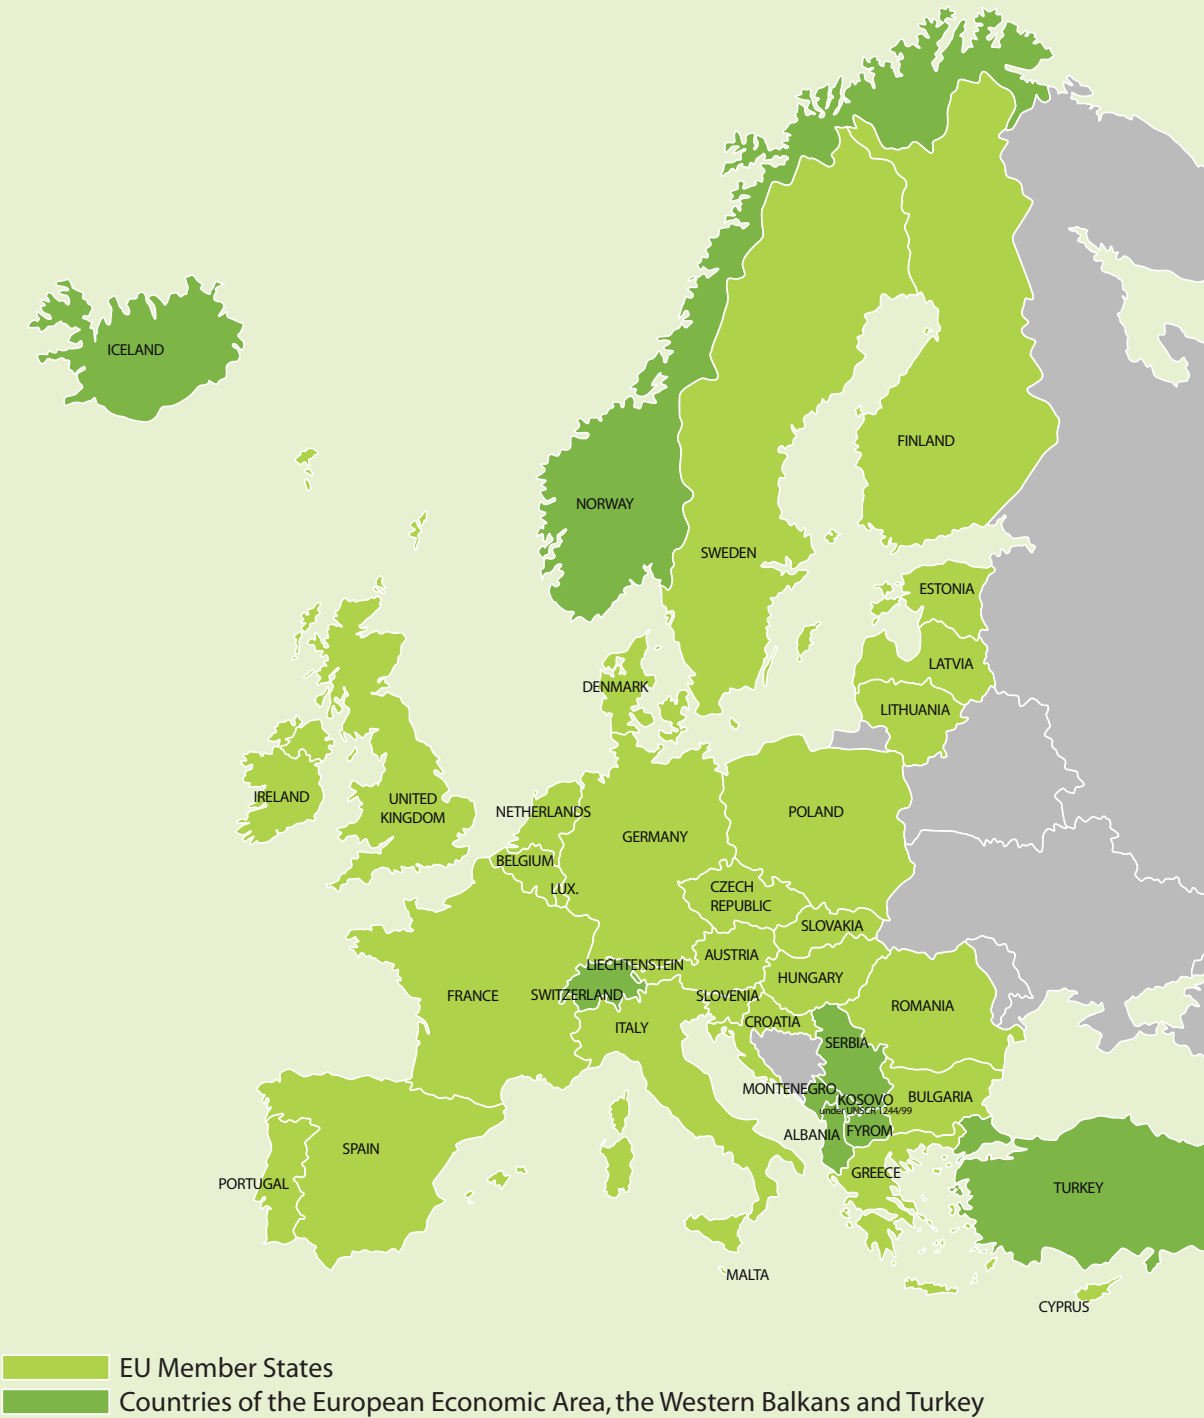 ICELAND
FINLAND
NORWAY
SWEDEN
ESTONIA
LATVIA
DENMARK
LITHUANIA
IRELAND
UNITED
KINGDOM
NETHERLANDS
POLAND
GERMANY
BELGIUM
LUX.
CZECH
REPUBLIC
SLOVAKIA
AUSTRIA
LIECHTENSTEIN
HUNGARY
SWITZERLAND
FRANCE
SLOVENIA
ROMANIA
CROATIA
ITALY
SERBIA
MONTENEGRO
KOSOVO
under UNSCR 1244/99
BULGARIA
ALBANIA
FYROM
SPAIN
GREECE
PORTUGAL
TURKEY
MALTA
CYPRUS
EU Member States
Countries of the European Economic Area, the Western Balkans and Turkey